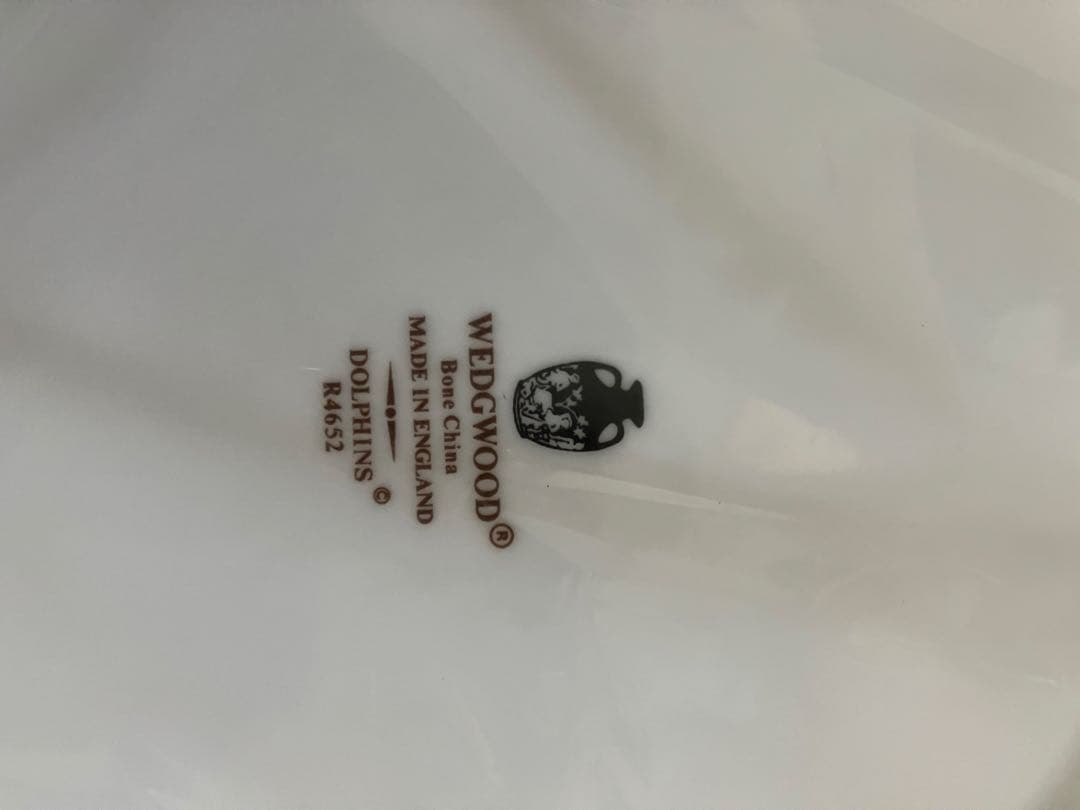 WEDGWOOD®
Bone China
MADE IN ENGLAND
DOLPHINS ©
R4652